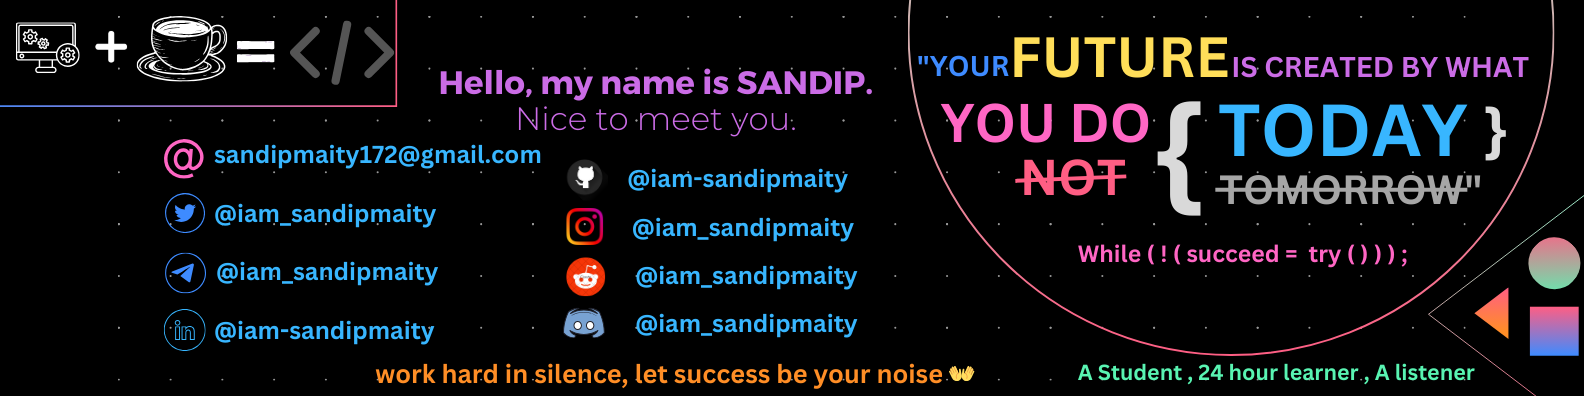 + = </>
Hello, my name is SANDIP.
Nice to meet you.
@ sandipmaity172@gmail.com
@iam_sandipmaity
@iam_sandipmaity
in @iam-sandipmaity
@iam-sandipmaity
@iam_sandipmaity
@iam_sandipmaity
@iam_sandipmaity
work hard in silence, let success be your noise 👐
"YOUR FUTURE IS CREATED BY WHAT
YOU DO { TODAY }
NOT TOMORROW"
While ( ! ( succeed = try ( ) ) ) ;
A Student , 24 hour learner , A listener